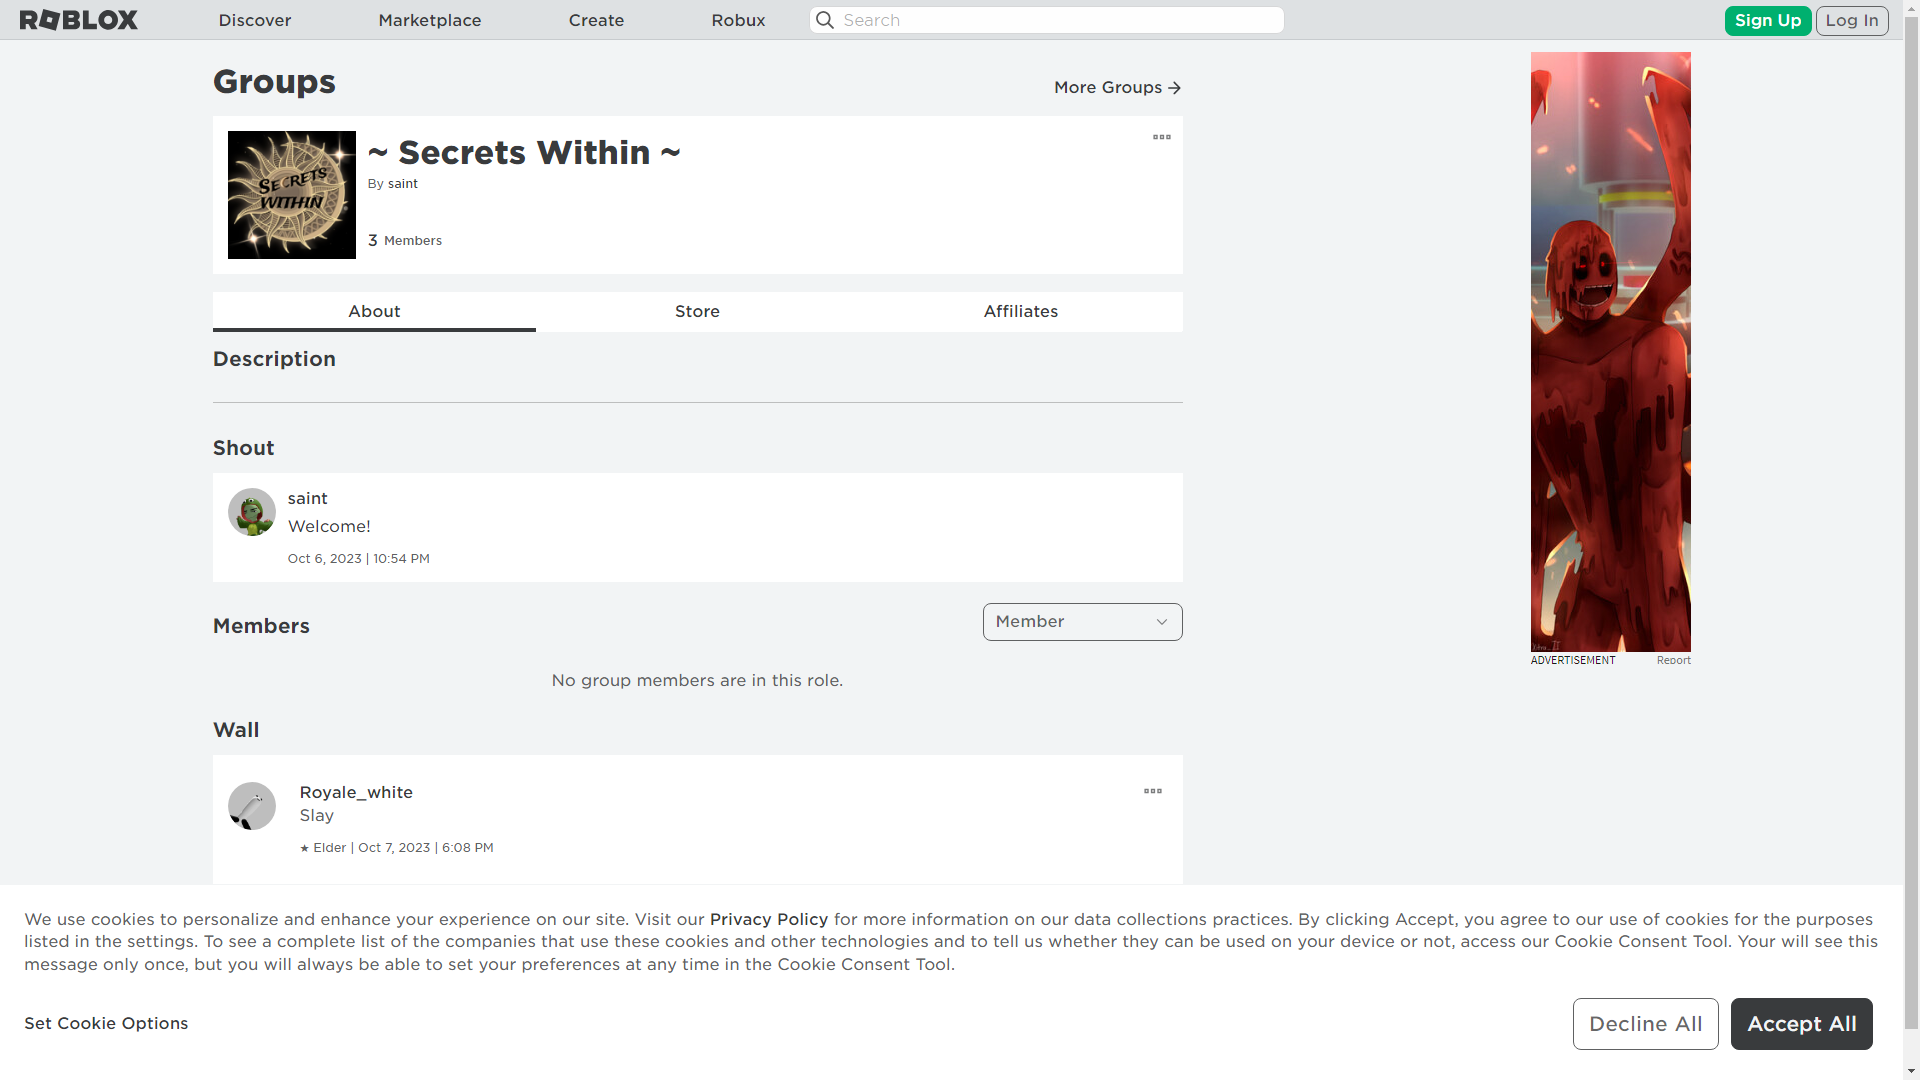 ROBLOX
Discover
Marketplace
Create
Robux
Search
Sign Up
Log In
Groups
More Groups
SECRETS
WITHIN
~ Secrets Within ~
By saint
3 Members
About
Store
Affiliates
Description
Shout
saint
Welcome!
Oct 6, 2023 | 10:54 PM
Members
Member
No group members are in this role.
Wall
Royale_white
Slay
★ Elder | Oct 7, 2023 | 6:08 PM
ADVERTISEMENT
Report
We use cookies to personalize and enhance your experience on our site. Visit our Privacy Policy for more information on our data collections practices. By clicking Accept, you agree to our use of cookies for the purposes
listed in the settings. To see a complete list of the companies that use these cookies and other technologies and to tell us whether they can be used on your device or not, access our Cookie Consent Tool. Your will see this
message only once, but you will always be able to set your preferences at any time in the Cookie Consent Tool.
Set Cookie Options
Decline All
Accept All